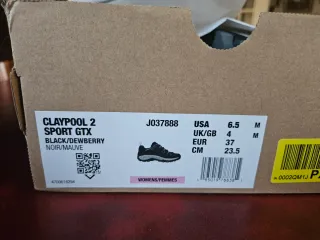 CLAYPOOL 2
SPORT GTX
BLACK/DEWBERRY
NOIR/MAUVE
J037888
WOMENS/FEMMES
USA 6.5 M
UK/GB 4 M
EUR 37
CM 23.5